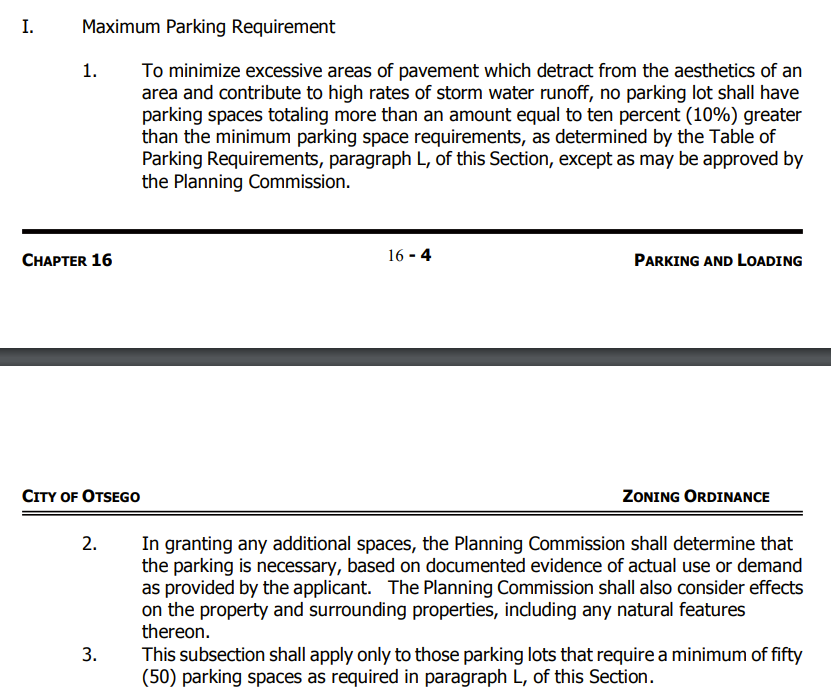 I. Maximum Parking Requirement
1. To minimize excessive areas of pavement which detract from the aesthetics of an
area and contribute to high rates of storm water runoff, no parking lot shall have
parking spaces totaling more than an amount equal to ten percent (10%) greater
than the minimum parking space requirements, as determined by the Table of
Parking Requirements, paragraph L, of this Section, except as may be approved by
the Planning Commission.
CHAPTER 16 16 - 4 PARKING AND LOADING
CITY OF OTSEGO ZONING ORDINANCE
2. In granting any additional spaces, the Planning Commission shall determine that
the parking is necessary, based on documented evidence of actual use or demand
as provided by the applicant. The Planning Commission shall also consider effects
on the property and surrounding properties, including any natural features
thereon.
3. This subsection shall apply only to those parking lots that require a minimum of fifty
(50) parking spaces as required in paragraph L, of this Section.